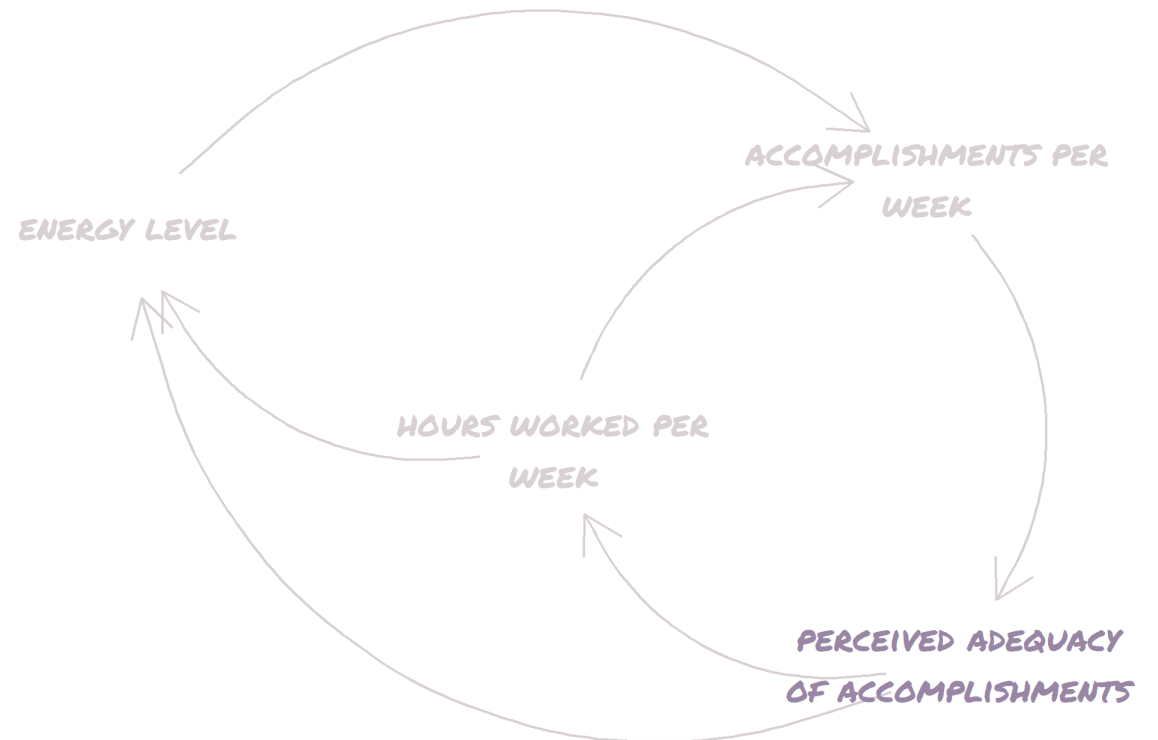 ACCOMPLISHMENTS PER
WEEK
ENERGY LEVEL
HOURS WORKED PER
WEEK
PERCEIVED ADEQUACY
OF ACCOMPLISHMENTS